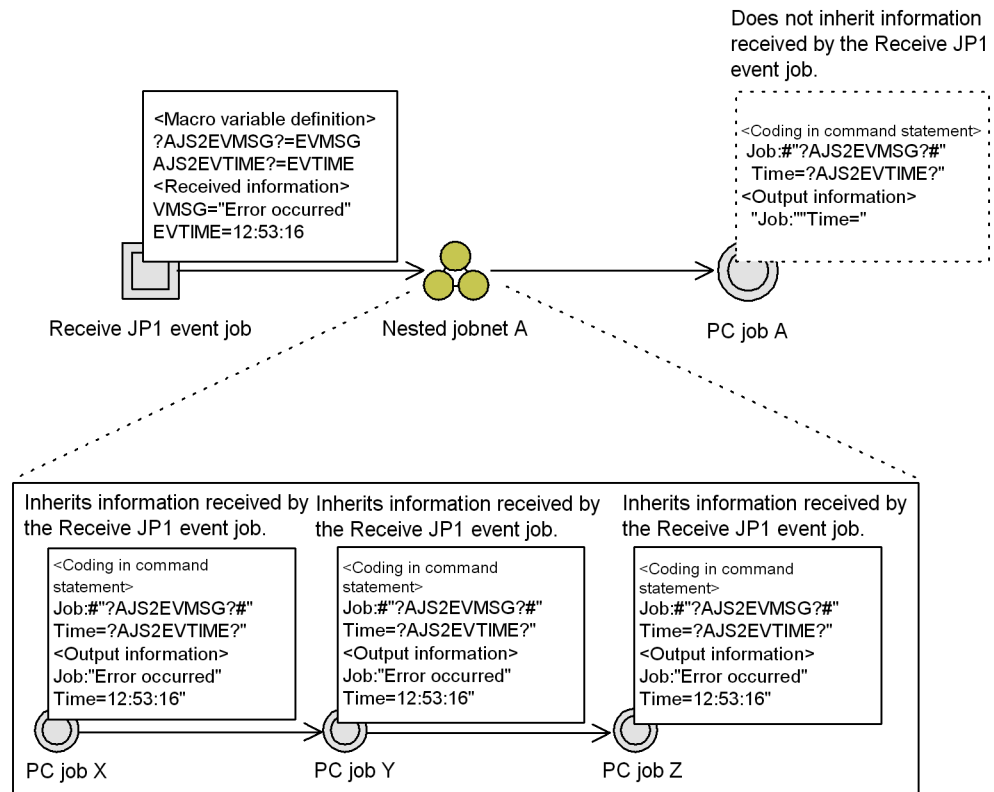 Does not inherit information
received by the Receive JP1
event job.
<Macro variable definition>
?AJS2EVMSG?=EVMSG
AJS2EVTIME?=EVTIME
<Received information>
VMSG="Error occurred"
EVTIME=12:53:16
<Coding in command statement>
Job:#"?AJS2EVMSG?#"
Time=?AJS2EVTIME?"
<Output information>
"Job:""Time="
Receive JP1 event job
Nested jobnet A
PC job A
Inherits information received by
the Receive JP1 event job.
<Coding in command
statement>
Job:#"?AJS2EVMSG?#"
Time=?AJS2EVTIME?"
<Output information>
Job:"Error occurred"
Time=12:53:16"
PC job X
Inherits information received by
the Receive JP1 event job.
<Coding in command
statement>
Job:#"?AJS2EVMSG?#"
Time=?AJS2EVTIME?"
<Output information>
Job:"Error occurred"
Time=12:53:16"
PC job Y
Inherits information received by
the Receive JP1 event job.
<Coding in command
statement>
Job:#"?AJS2EVMSG?#"
Time=?AJS2EVTIME?"
<Output information>
Job:"Error occurred"
Time=12:53:16"
PC job Z